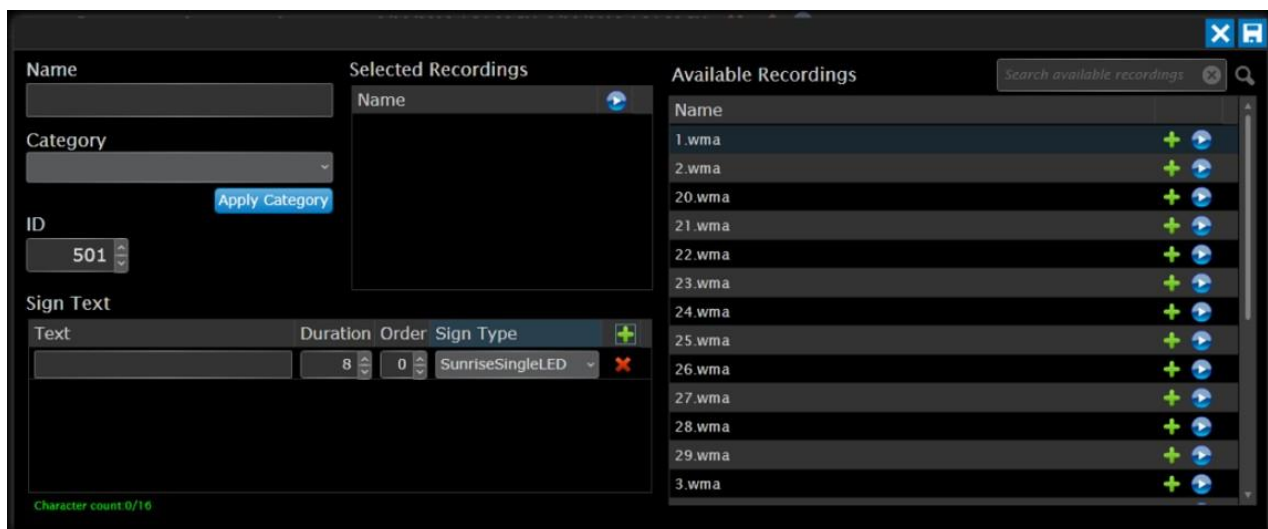 Name
Category
Apply Category
ID
501
Selected Recordings
Name
Sign Text
Text Duration Order Sign Type
8 0 SunriseSingleLED
Character count:0/16
Available Recordings
Search available recordings
Name
1.wma
2.wma
20.wma
21.wma
22.wma
23.wma
24.wma
25.wma
26.wma
27.wma
28.wma
29.wma
3.wma